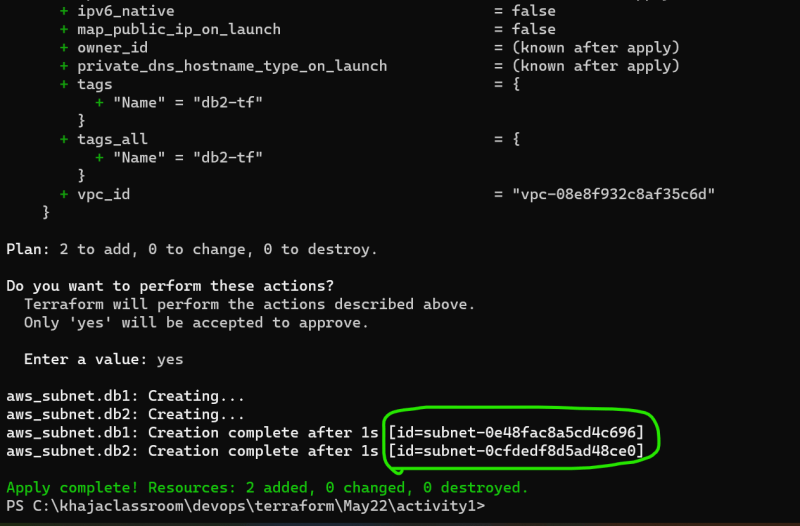 + ipv6_native = false
+ map_public_ip_on_launch = false
+ owner_id = (known after apply)
+ private_dns_hostname_type_on_launch = (known after apply)
+ tags = {
+ "Name" = "db2-tf"
}
+ tags_all = {
+ "Name" = "db2-tf"
}
+ vpc_id = "vpc-08e8f932c8af35c6d"
}
Plan: 2 to add, 0 to change, 0 to destroy.
Do you want to perform these actions?
Terraform will perform the actions described above.
Only 'yes' will be accepted to approve.
Enter a value: yes
aws_subnet.db1: Creating...
aws_subnet.db2: Creating...
aws_subnet.db1: Creation complete after 1s [id=subnet-0e48fac8a5cd4c696]
aws_subnet.db2: Creation complete after 1s [id=subnet-0cfdedf8d5ad48ce0]
Apply complete! Resources: 2 added, 0 changed, 0 destroyed.
PS C:\khajaclassroom\devops\terraform\May22\activity1>